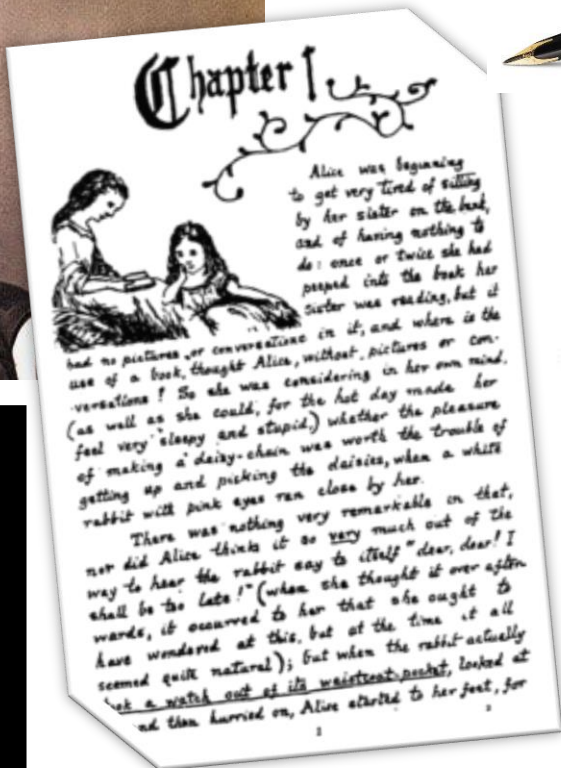 Chapter I
Alice was beginning
to get very tired of sitting
by her sister on the bank,
and of having nothing to
do: once or twice she had
peeped into the book her
sister was reading, but it
had no pictures or conversations in it, and where is the
use of a book, thought Alice, without pictures or con-
-versations? So she was considering in her own mind,
(as well as she could, for the hot day made her
feel very sleepy and stupid,) whether the pleasure
of making a daisy-chain was worth the trouble of
getting up and picking the daisies, when a white
rabbit with pink eyes ran close by her.
There was nothing very remarkable in that,
nor did Alice think it so very much out of the
way to hear the rabbit say to itself "dear, dear! I
shall be too late!" (when she thought it over after-
wards, it occurred to her that she ought to
have wondered at this, but at the time it all
seemed quite natural); but when the rabbit actually
a watch out of its waistcoat-pocket, looked at
then hurried on, Alice started to her feet, for